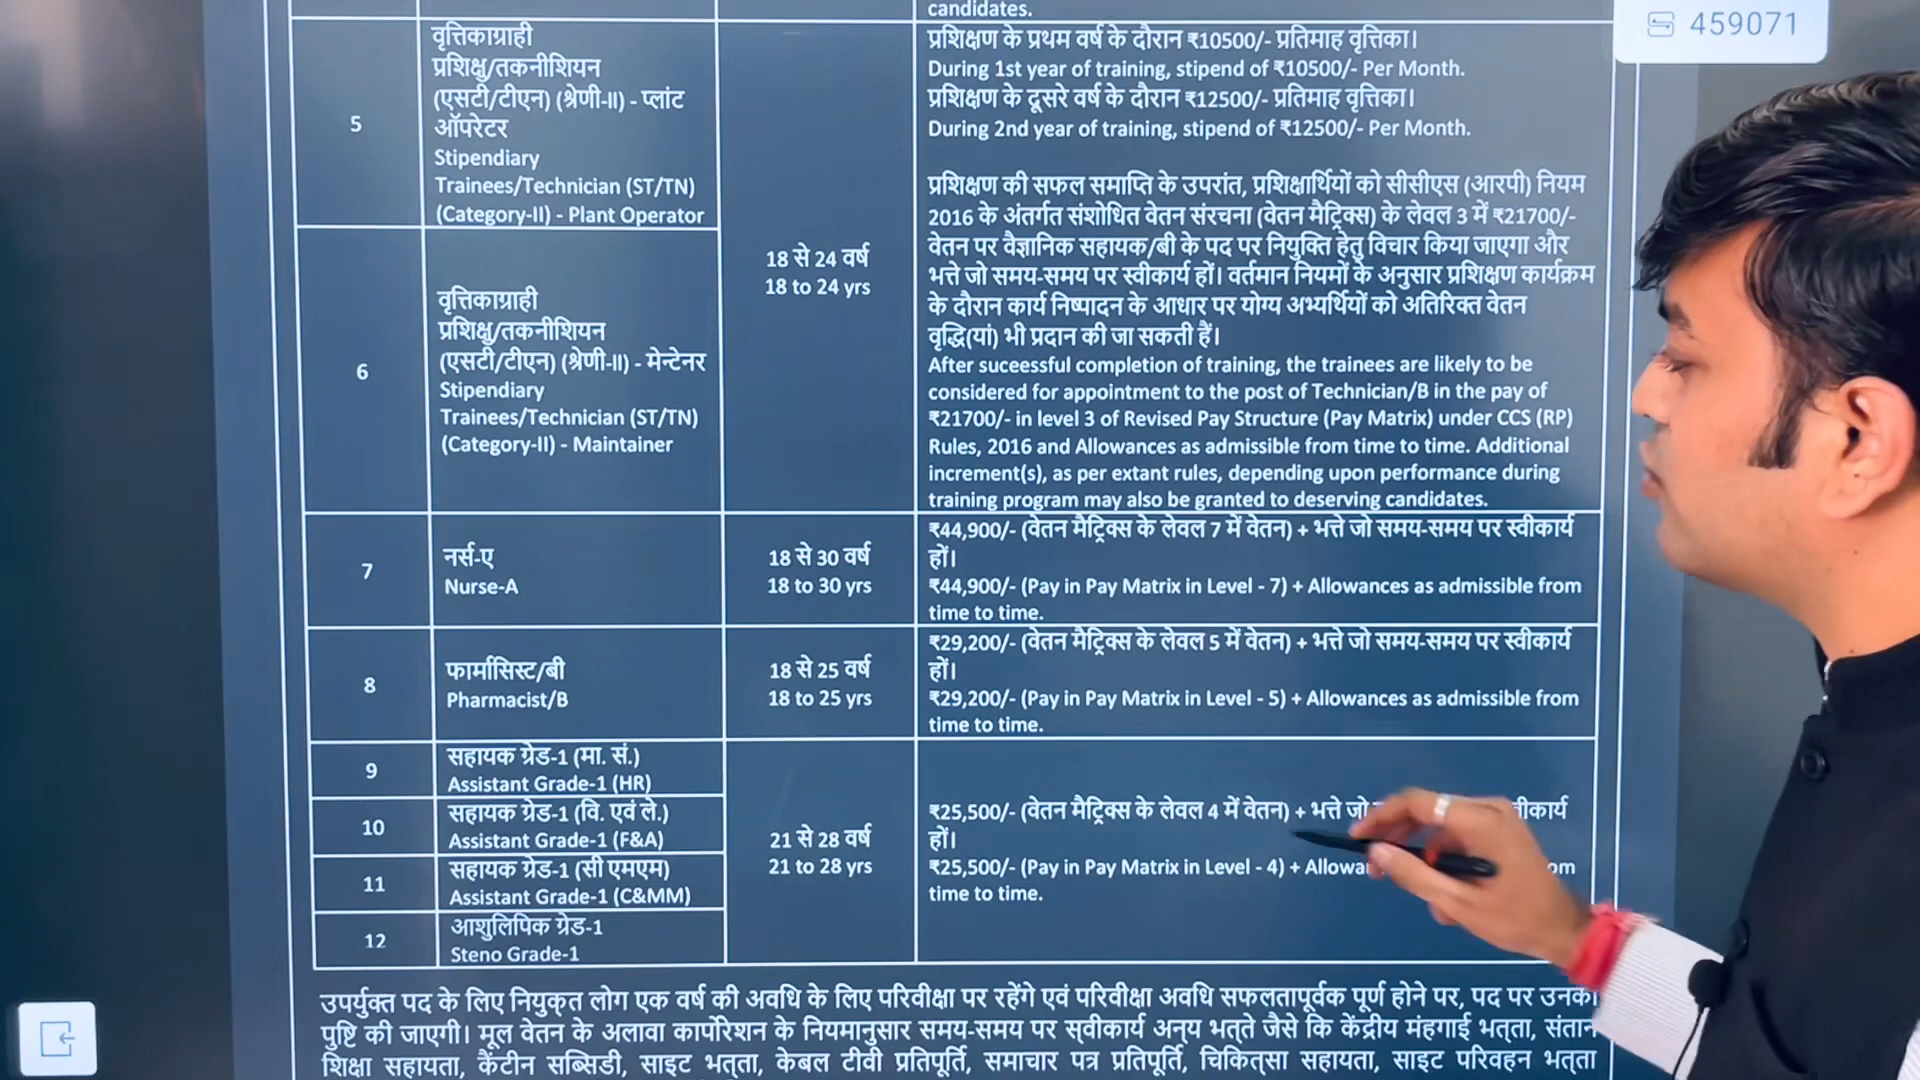 candidates.
459071
5
वृत्तिकाग्राही
प्रशिक्षु/तकनीशियन
(एसटी/टीएन) (श्रेणी-II) - प्लांट
ऑपरेटर
Stipendiary
Trainees/Technician (ST/TN)
(Category-II) - Plant Operator
18 से 24 वर्ष
18 to 24 yrs
प्रशिक्षण के प्रथम वर्ष के दौरान ₹10500/- प्रतिमाह वृत्तिका।
During 1st year of training, stipend of ₹10500/- Per Month.
प्रशिक्षण के दूसरे वर्ष के दौरान ₹12500/- प्रतिमाह वृत्तिका।
During 2nd year of training, stipend of ₹12500/- Per Month.
प्रशिक्षण की सफल समाप्ति के उपरांत, प्रशिक्षार्थियों को सीसीएस (आरपी) नियम
2016 के अंतर्गत संशोधित वेतन संरचना (वेतन मैट्रिक्स) के लेवल 3 में ₹21700/-
वेतन पर वैज्ञानिक सहायक/बी के पद पर नियुक्ति हेतु विचार किया जाएगा और
भत्ते जो समय-समय पर स्वीकार्य हों। वर्तमान नियमों के अनुसार प्रशिक्षण कार्यक्रम
के दौरान कार्य निष्पादन के आधार पर योग्य अभ्यर्थियों को अतिरिक्त वेतन
वृद्धि(यां) भी प्रदान की जा सकती हैं।
After suceessful completion of training, the trainees are likely to be
considered for appointment to the post of Technician/B in the pay of
₹21700/- in level 3 of Revised Pay Structure (Pay Matrix) under CCS (RP)
Rules, 2016 and Allowances as admissible from time to time. Additional
increment(s), as per extant rules, depending upon performance during
training program may also be granted to deserving candidates.
6
वृत्तिकाग्राही
प्रशिक्षु/तकनीशियन
(एसटी/टीएन) (श्रेणी-II) - मेन्टेनर
Stipendiary
Trainees/Technician (ST/TN)
(Category-II) - Maintainer
7
नर्स-ए
Nurse-A
18 से 30 वर्ष
18 to 30 yrs
₹44,900/- (वेतन मैट्रिक्स के लेवल 7 में वेतन) + भत्ते जो समय-समय पर स्वीकार्य
हों।
₹44,900/- (Pay in Pay Matrix in Level - 7) + Allowances as admissible from
time to time.
8
फार्मासिस्ट/बी
Pharmacist/B
18 से 25 वर्ष
18 to 25 yrs
₹29,200/- (वेतन मैट्रिक्स के लेवल 5 में वेतन) + भत्ते जो समय-समय पर स्वीकार्य
हों।
₹29,200/- (Pay in Pay Matrix in Level - 5) + Allowances as admissible from
time to time.
9
सहायक ग्रेड-1 (मा. सं.)
Assistant Grade-1 (HR)
10
सहायक ग्रेड-1 (वि. एवं ले.)
Assistant Grade-1 (F&A)
11
सहायक ग्रेड-1 (सी एमएम)
Assistant Grade-1 (C&MM)
12
आशुलिपिक ग्रेड-1
Steno Grade-1
21 से 28 वर्ष
21 to 28 yrs
₹25,500/- (वेतन मैट्रिक्स के लेवल 4 में वेतन) + भत्ते जो
हों।
₹25,500/- (Pay in Pay Matrix in Level - 4) +
time to time.
उपर्युक्त पद के लिए नियुक्त लोग एक वर्ष की अवधि के लिए परिवीक्षा पर रहेंगे एवं परिवीक्षा अवधि सफलतापूर्वक पूर्ण होने पर, पद पर उनकी
पुष्टि की जाएगी। मूल वेतन के अलावा कार्पोरेशन के नियमानुसार समय-समय पर स्वीकार्य अन्य भत्ते जैसे कि केंद्रीय मंहगाई भत्ता, संतान
शिक्षा सहायता, कैंटीन सब्सिडी, साइट भत्ता, केबल टीवी प्रतिपूर्ति, समाचार पत्र प्रतिपूर्ति, चिकित्सा सहायता, साइट परिवहन भत्ता